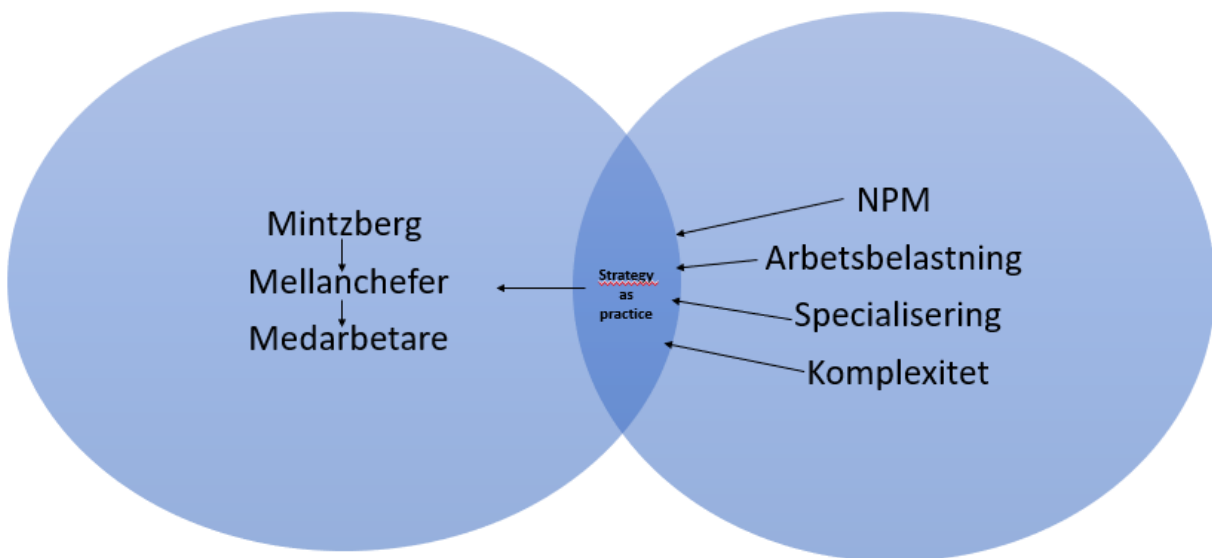 Mintzberg
Mellanchefer
Medarbetare
Strategy
as
practice
NPM
Arbetsbelastning
Specialisering
Komplexitet